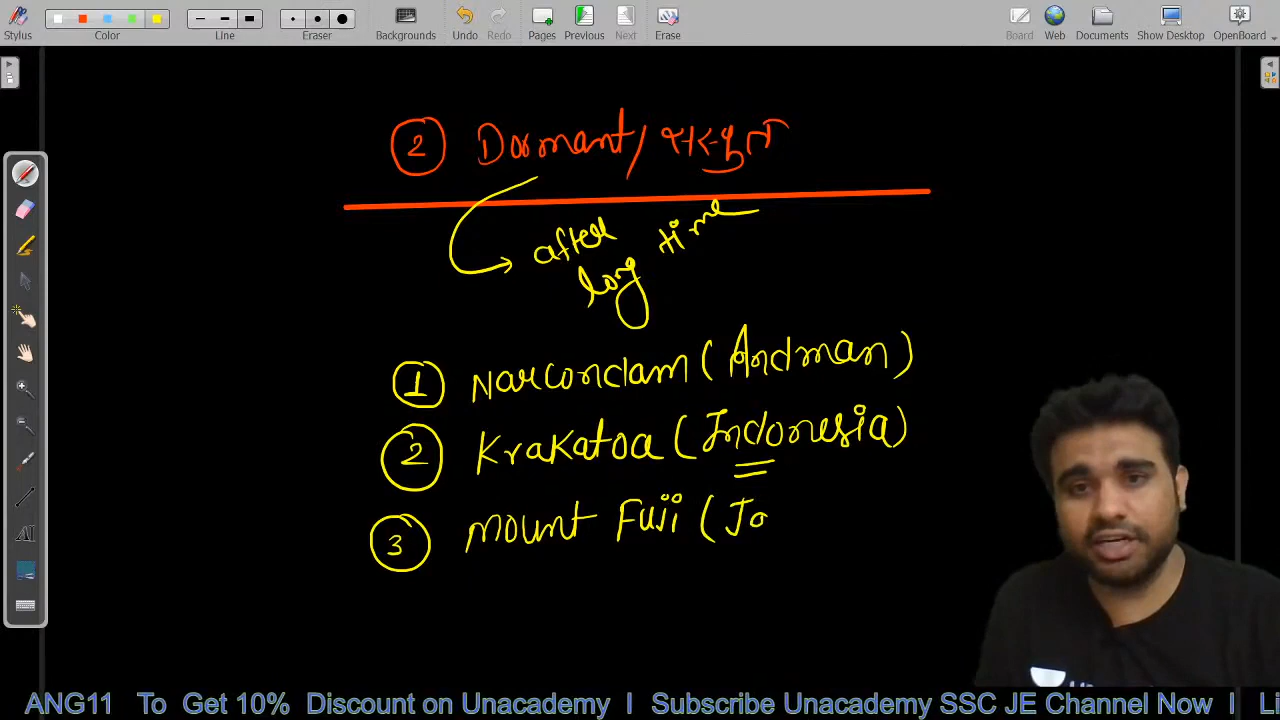 Stylus
Color
Line
Eraser
Backgrounds
Undo
Redo
Pages
Previous
Next
Erase
Board
Web
Documents
Show Desktop
OpenBoard
2 Dormant/
after
long time
1 Narcondam (Andman)
2 Krakatoa (Indonesia)
3 Mount Fuji (Ja
ANG11 To Get 10% Discount on Unacademy I Subscribe Unacademy SSC JE Channel Now I Li